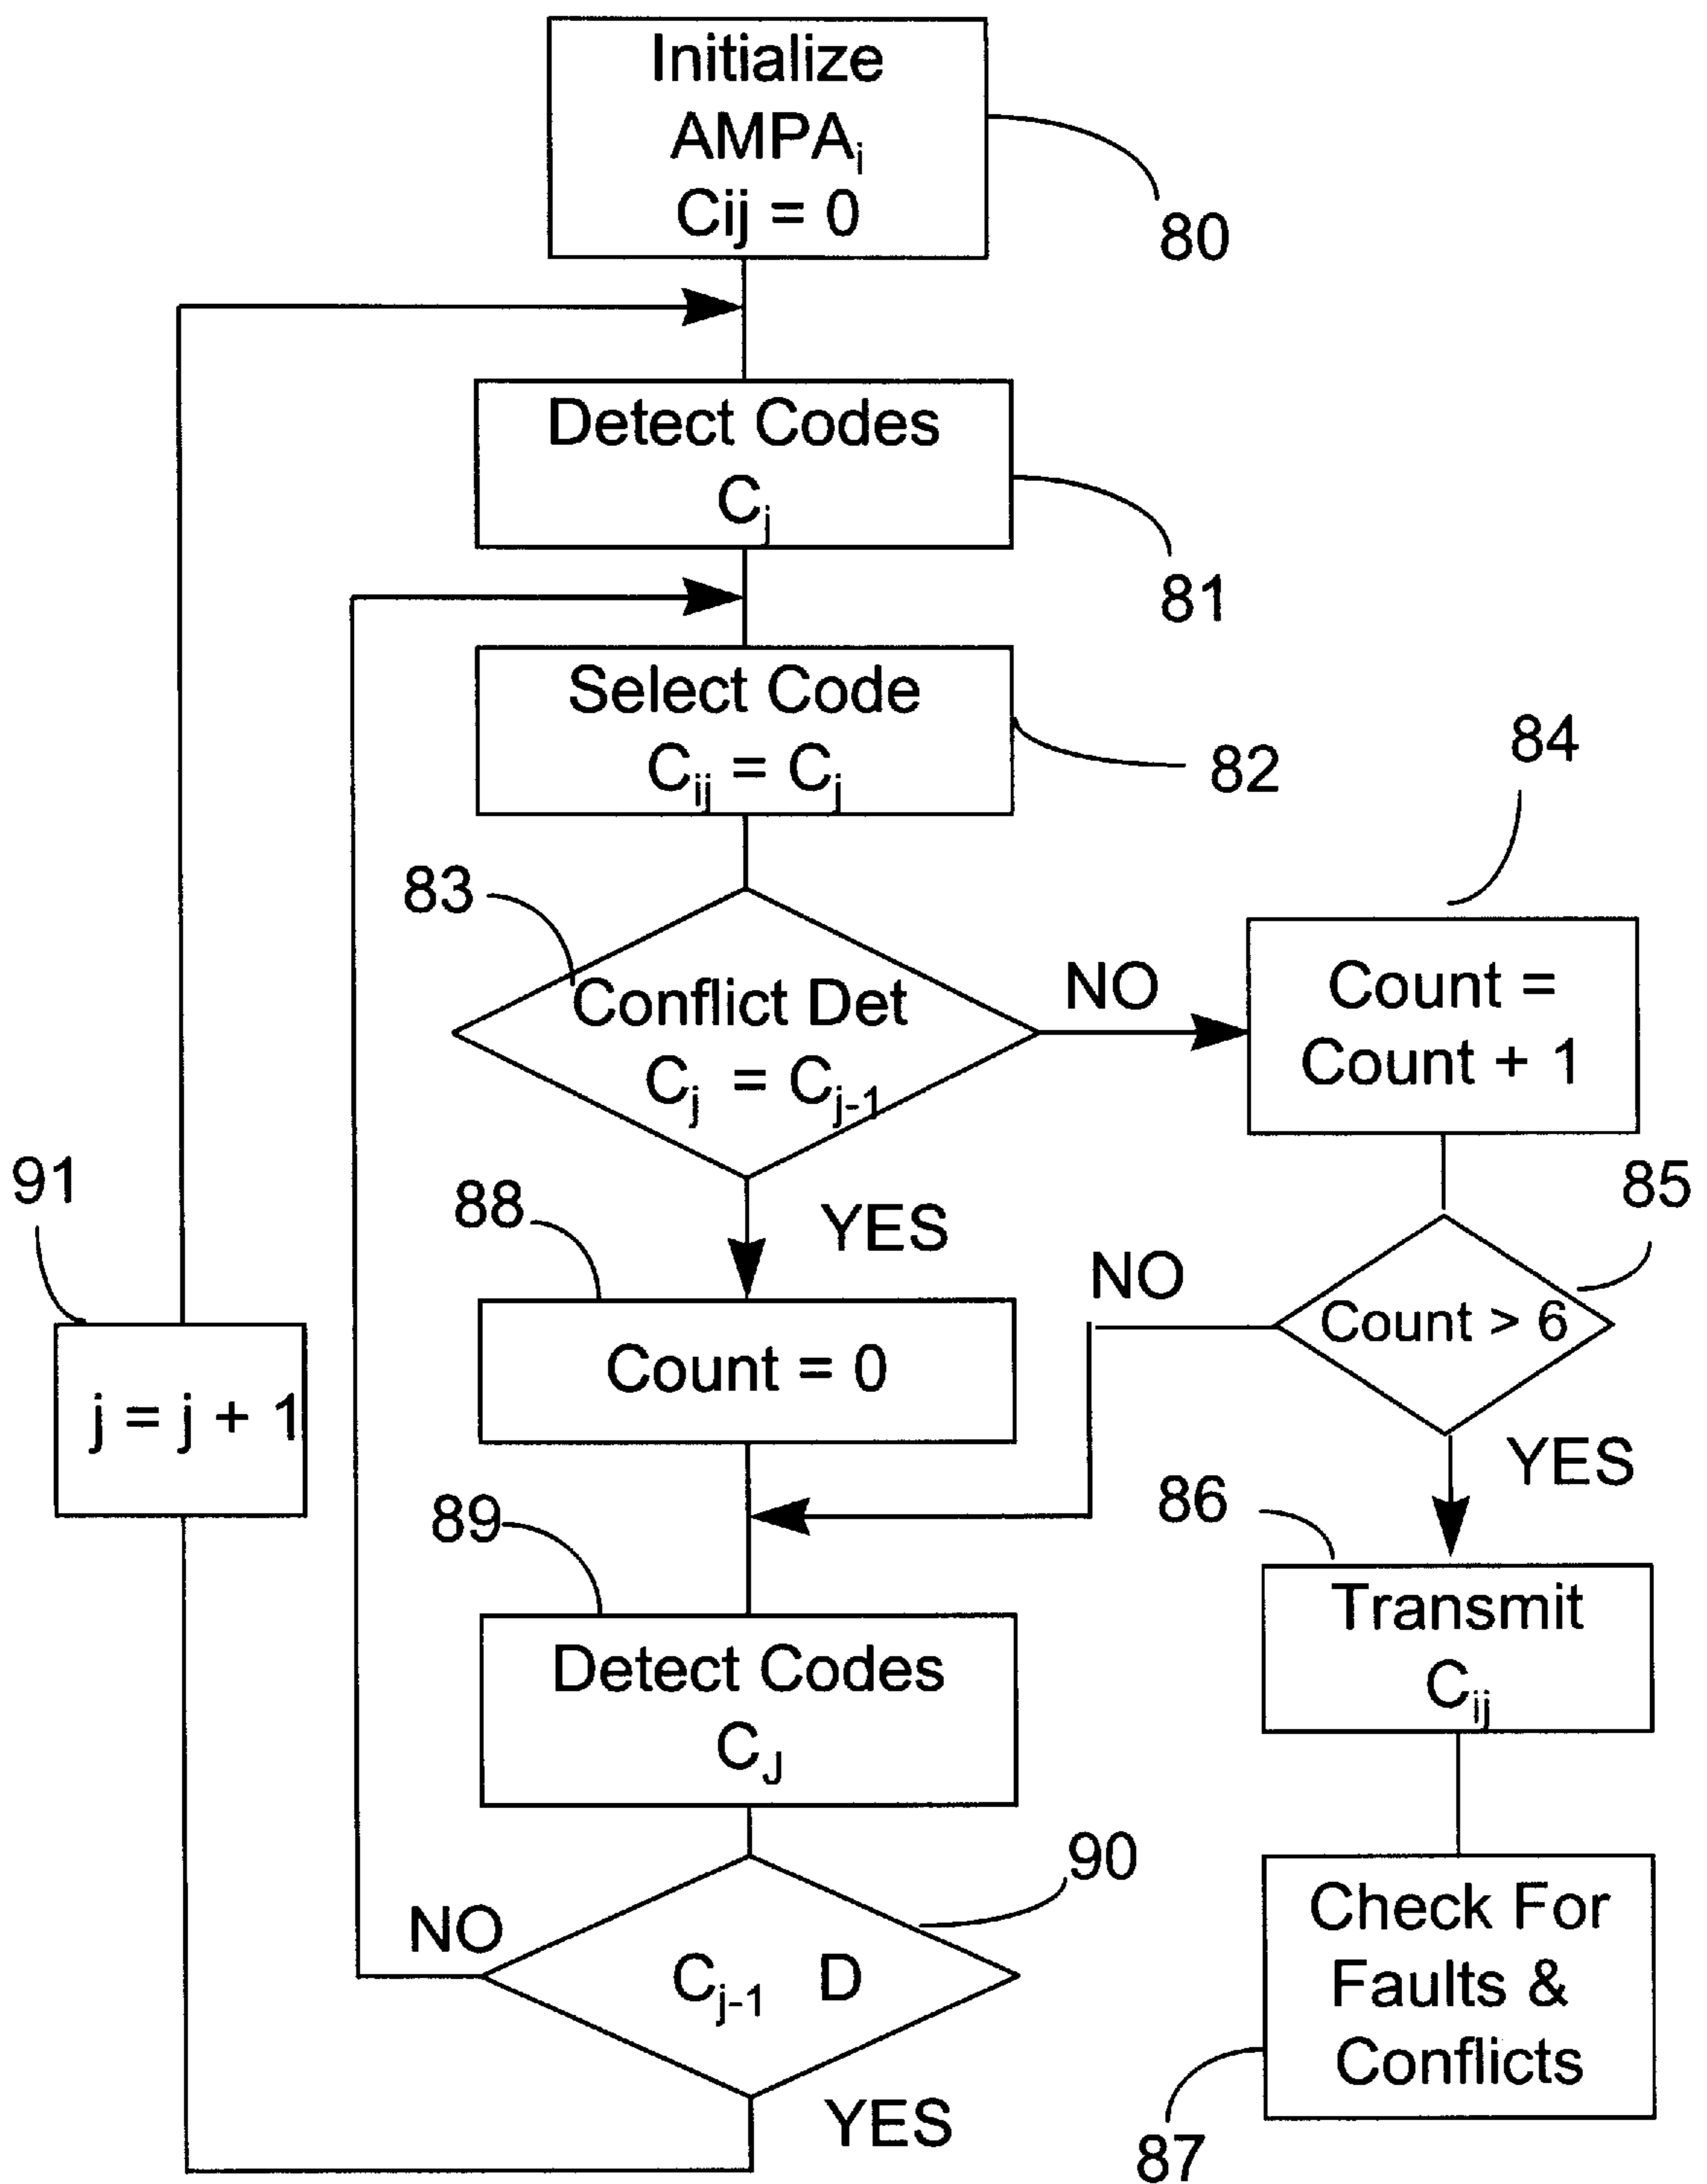 Initialize
AMPAi
Cij = 0
80
Detect Codes
Cj
81
Select Code
Cij = Cj
82
83
Conflict Det
Cj = Cj-1
NO
84
Count =
Count + 1
YES
85
Count > 6
NO
YES
88
Count = 0
91
j = j + 1
86
Transmit
Cij
89
Detect Codes
CJ
90
Cj-1 D
NO
YES
Check For
Faults &
Conflicts
87